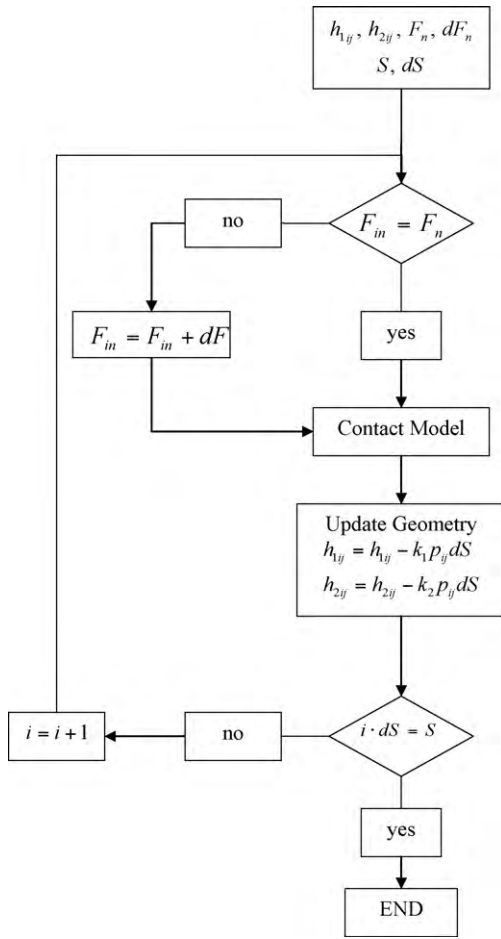 h₁ᵢⱼ, h₂ᵢⱼ, Fₙ, dFₙ
S, dS
no
Fᵢₙ = Fₙ
Fᵢₙ = Fᵢₙ + dF
yes
Contact Model
Update Geometry
h₁ᵢⱼ = h₁ᵢⱼ − k₁pᵢⱼdS
h₂ᵢⱼ = h₂ᵢⱼ − k₂pᵢⱼdS
i = i + 1
no
i · dS = S
yes
END